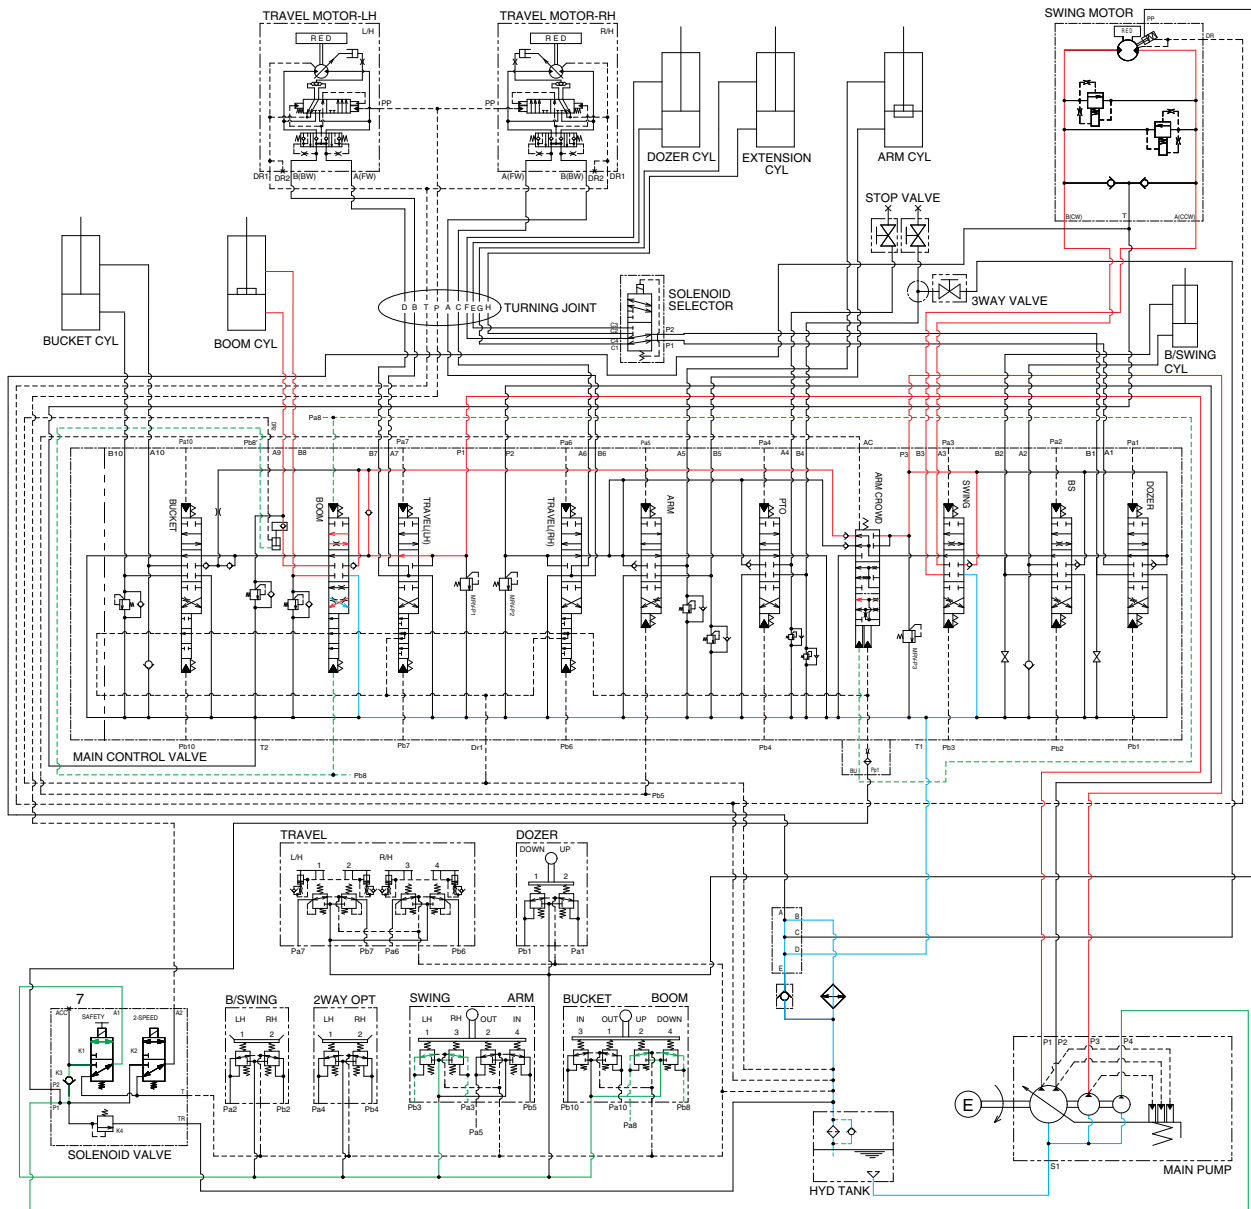 TRAVEL MOTOR-LH
TRAVEL MOTOR-RH
SWING MOTOR
L/H
R/H
RED
RED
RED
PP
DR
PP
PP
DOZER CYL
EXTENSION
CYL
ARM CYL
DR1
DR2
B(BW)
A(FW)
A(FW)
B(BW)
DR2
DR1
STOP VALVE
B(CW)
T
A(CCW)
BUCKET CYL
BOOM CYL
D B T P A C F E G H
TURNING JOINT
SOLENOID
SELECTOR
P2
P1
C1
3WAY VALVE
B/SWING
CYL
Pa8
DR
B10
A10
Pa10
Pb8'
A9
B8
B7
Pa7
A7
P1
P2
Pa6
A6
B6
Pa5
A5
B5
Pa4
A4
B4
AC
P3
B3
A3
Pa3
B2
A2
Pa2
B1
A1
Pa1
BUCKET
BOOM
TRAVEL(LH)
TRAVEL(RH)
ARM
PTO
ARM CROWD
SWING
BS
DOZER
MRV-P1
MRV-P2
MRV-P3
MAIN CONTROL VALVE
Pb10
T2
Pb7
Dr1
Pb6
Pb4
T1
Pb3
Pb2
Pb1
BU
Pp1
Pb8
Pb5
TRAVEL
L/H
1
2
R/H
3
4
Pa7
Pb7
Pa6
Pb6
DOZER
DOWN
UP
1
2
Pb1
Pa1
A
B
C
D
E
7
ACC
SAFETY
A1
2-SPEED
A2
K1
K2
K3
P2
P1
T
TR
K4
SOLENOID VALVE
B/SWING
LH
RH
1
2
Pa2
Pb2
2WAY OPT
LH
RH
1
2
Pa4
Pb4
SWING
ARM
LH
RH
OUT
IN
1
3
2
4
Pb3
Pa3
Pb5
Pa5
BUCKET
BOOM
IN
OUT
UP
DOWN
3
1
2
4
Pb10
Pa10
Pb8
Pa8
HYD TANK
P1
P2
P3
P4
E
S1
MAIN PUMP